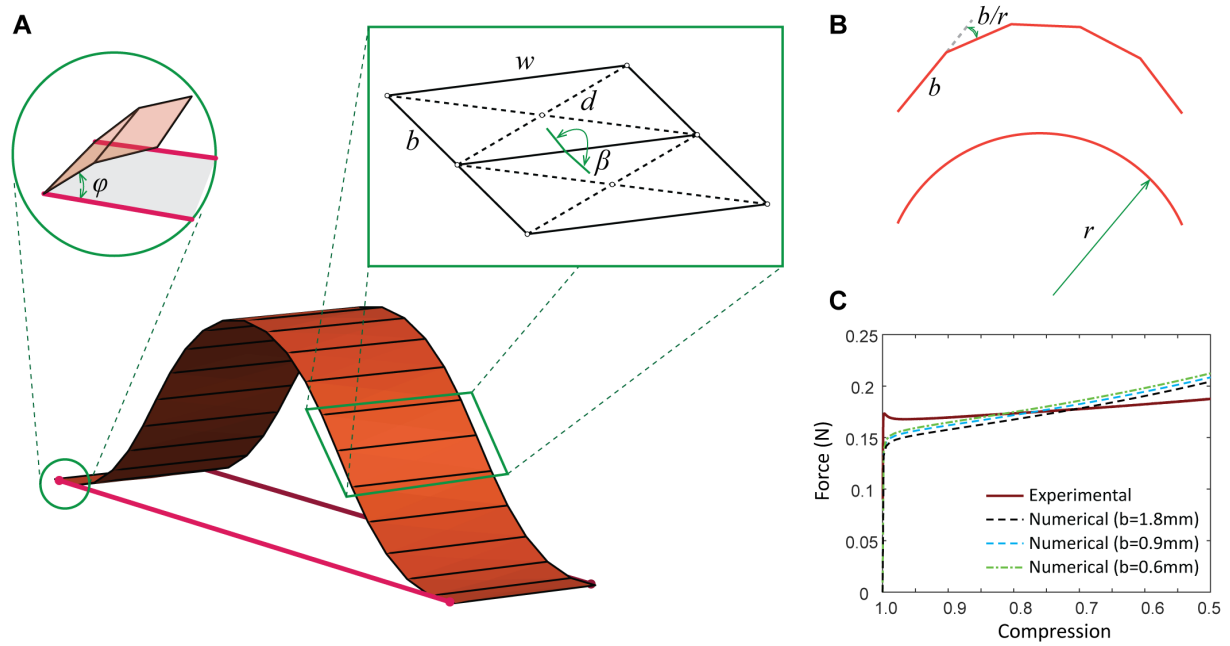 A
φ
w
d
b
β
B
b/r
b
r
C
0.25
0.2
0.15
0.1
0.05
0
Force (N)
Experimental
Numerical (b=1.8mm)
Numerical (b=0.9mm)
Numerical (b=0.6mm)
1.0 0.9 0.8 0.7 0.6 0.5
Compression